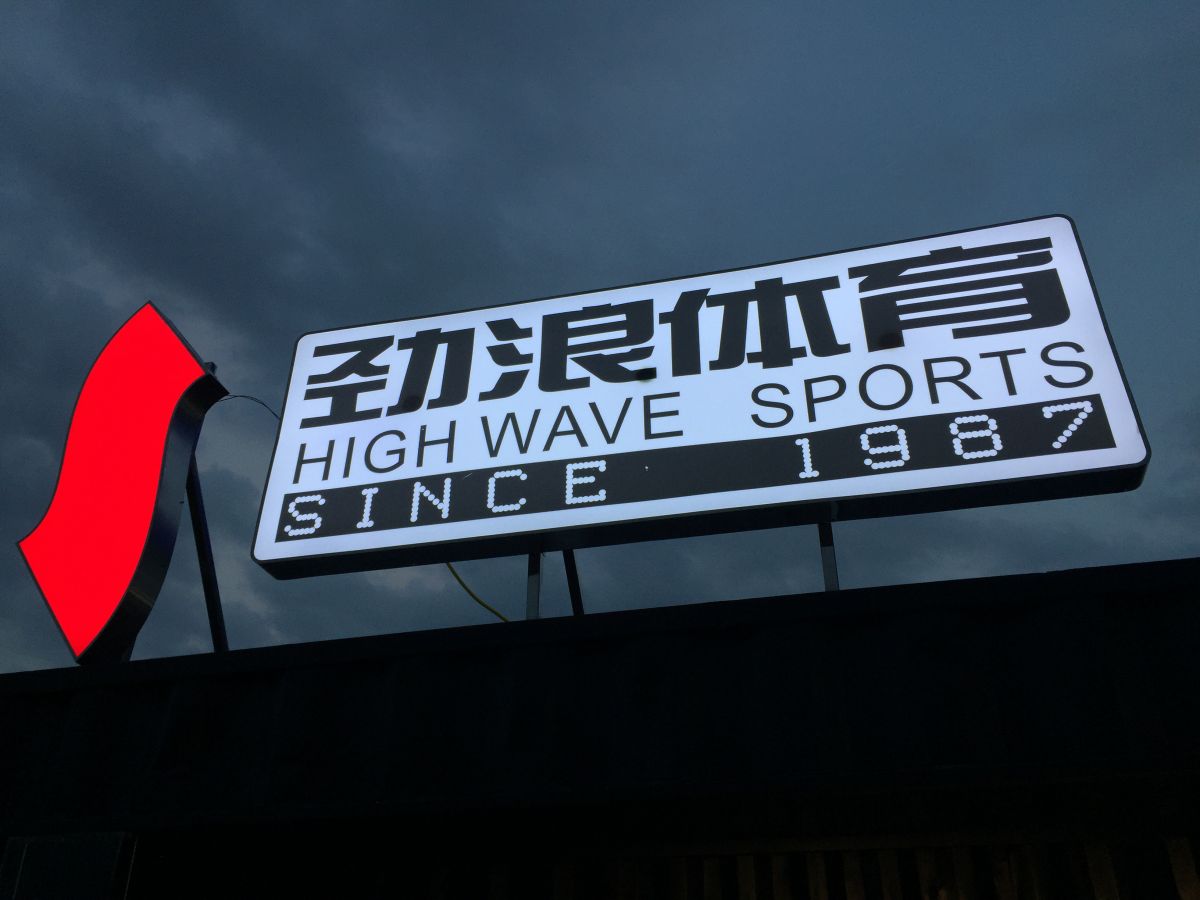 劲浪体育
HIGH WAVE SPORTS
SINCE 1987